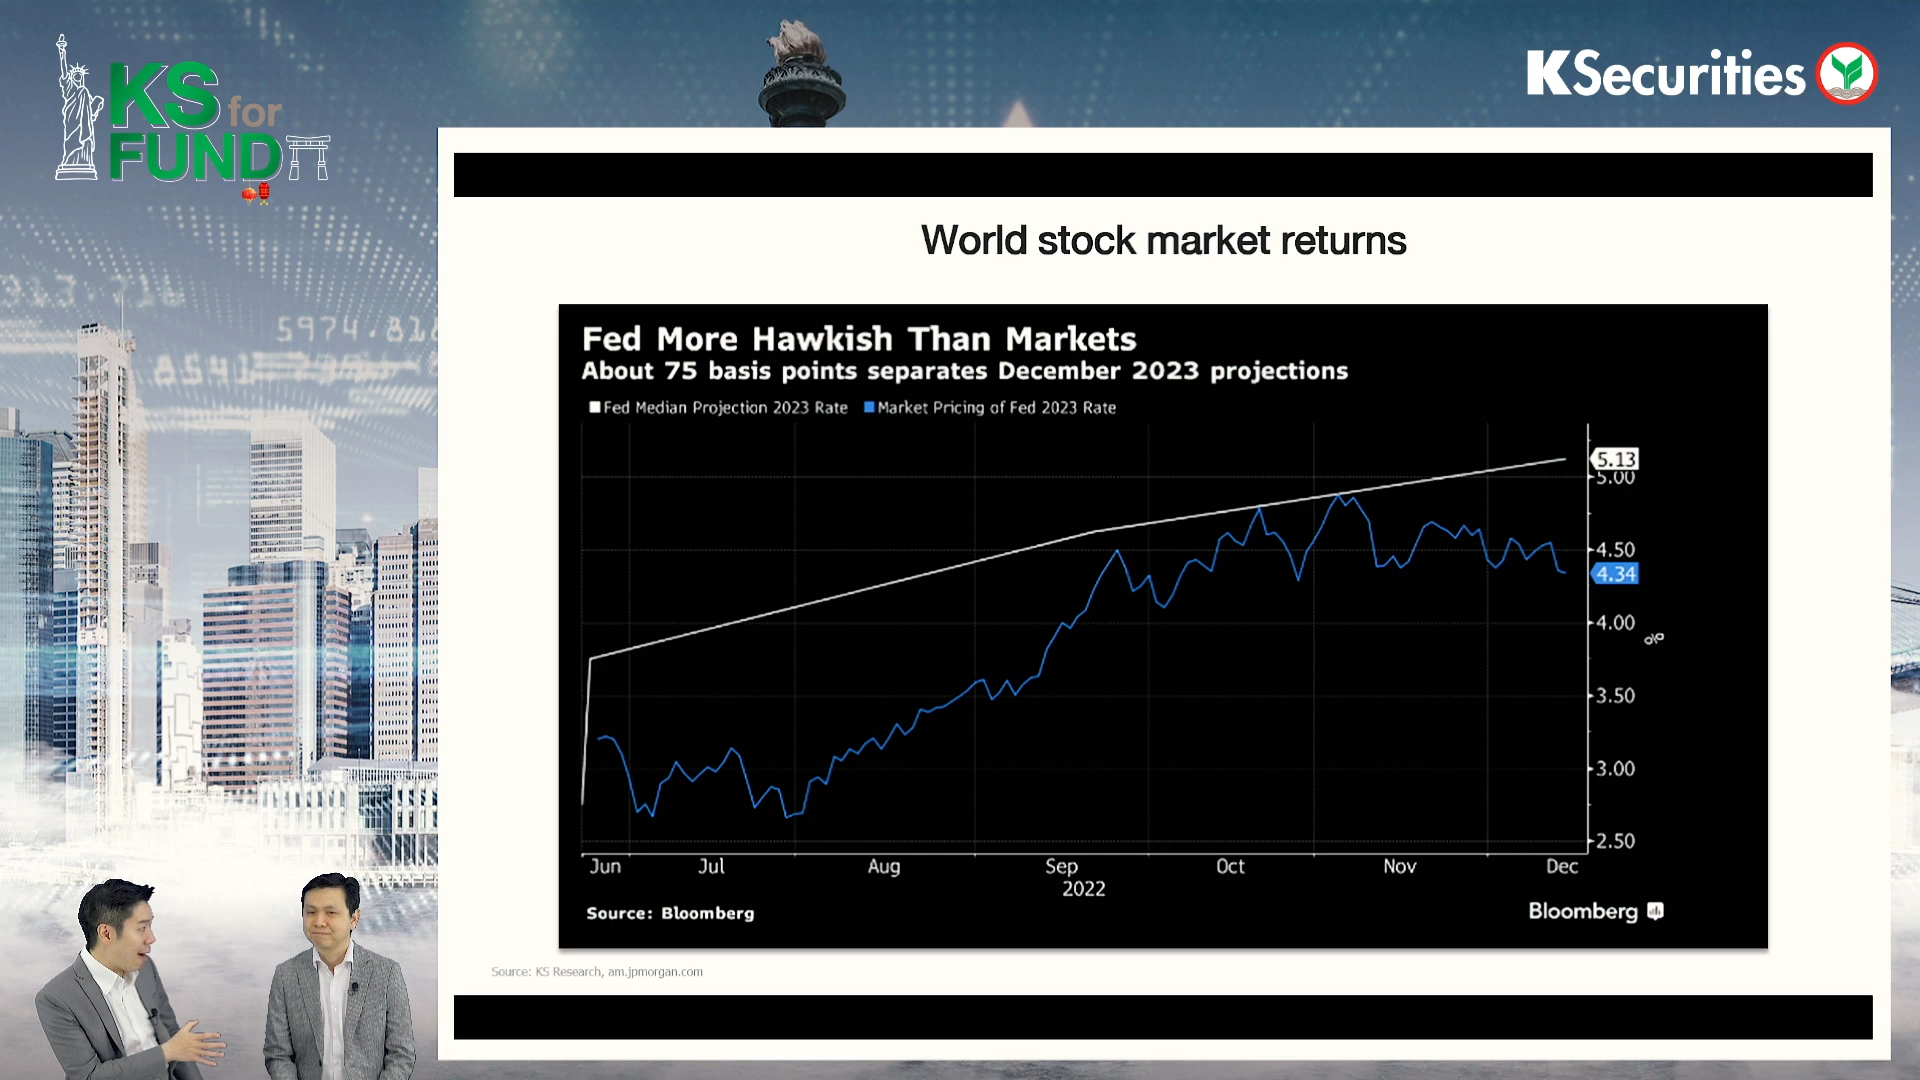 KS for
FUND
KSecurities
5974.816
8541
World stock market returns
Fed More Hawkish Than Markets
About 75 basis points separates December 2023 projections
Fed Median Projection 2023 Rate Market Pricing of Fed 2023 Rate
5.13
5.00
4.50
4.34
4.00
%
3.50
3.00
2.50
Jun Jul Aug Sep Oct Nov Dec
2022
Source: Bloomberg
Bloomberg
Source: KS Research, am.jpmorgan.com